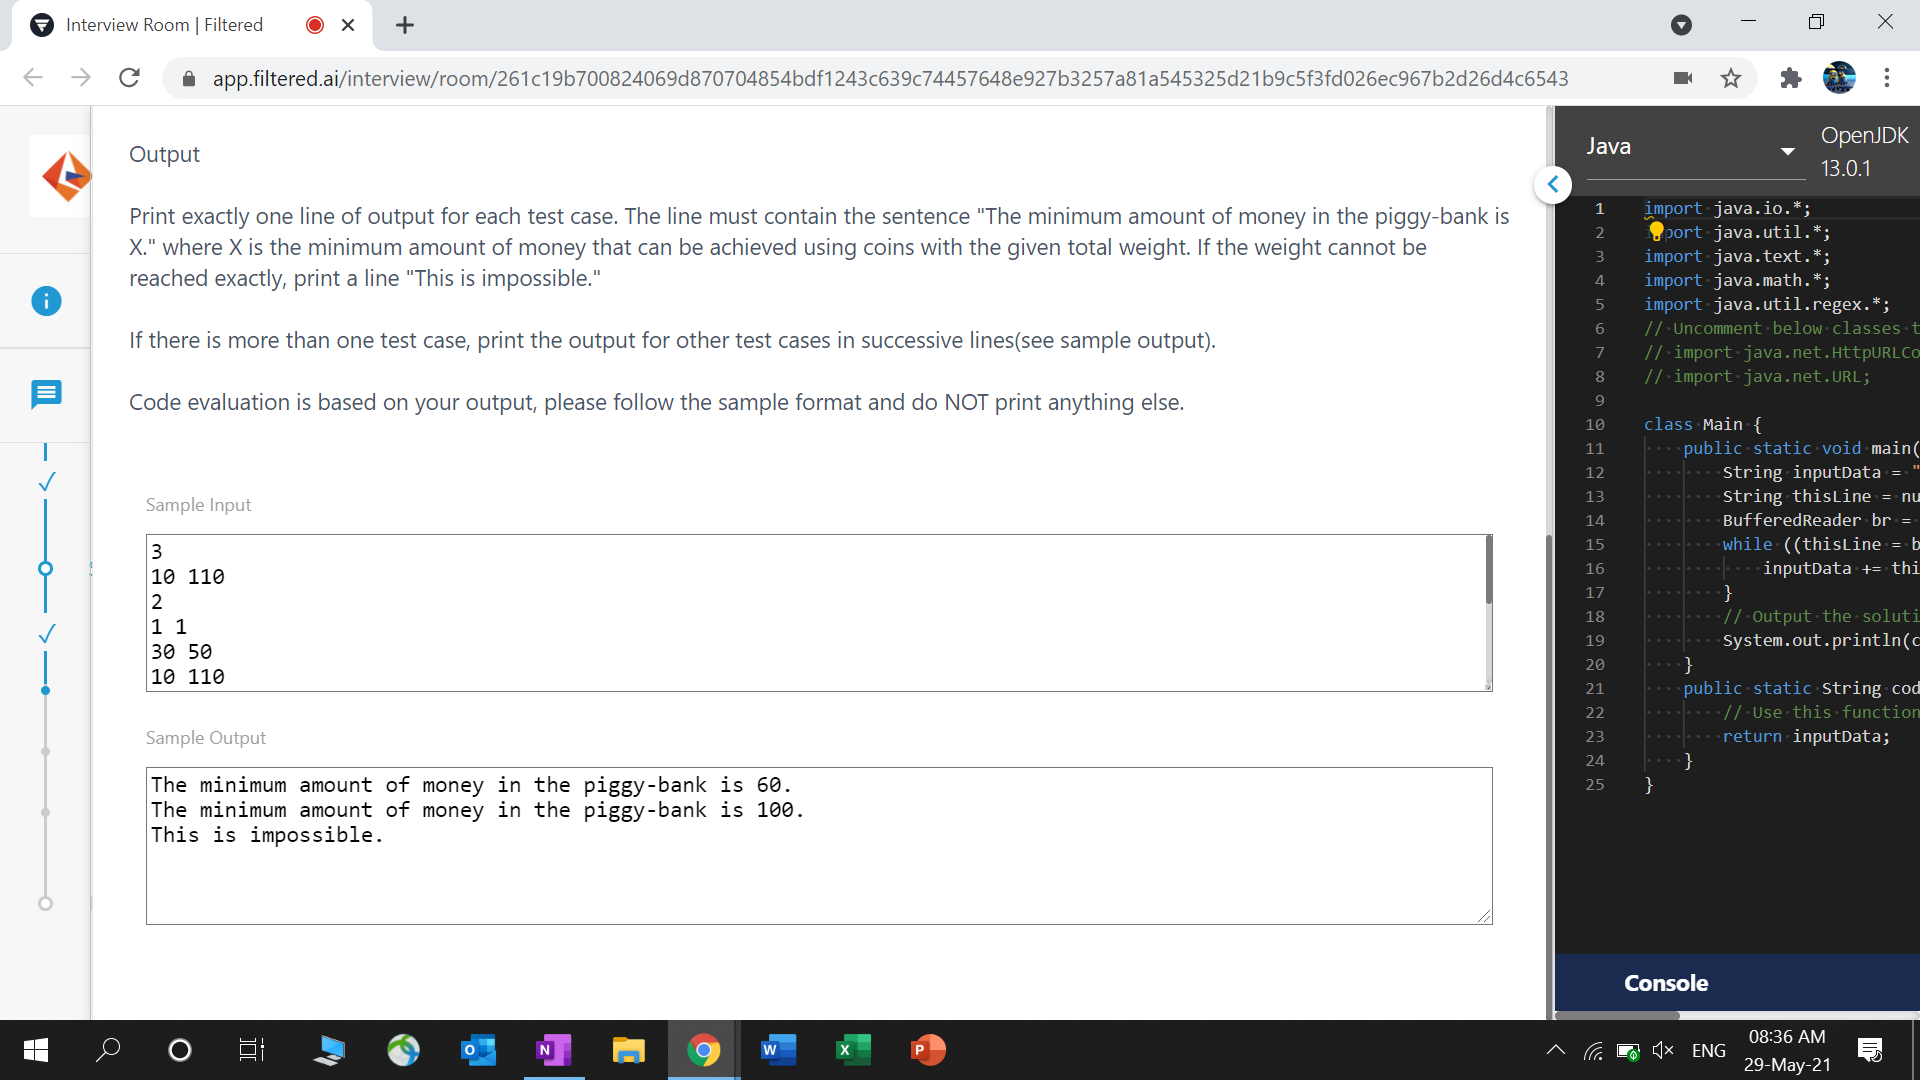 Interview Room | Filtered
app.filtered.ai/interview/room/261c19b700824069d870704854bdf1243c639c74457648e927b3257a81a545325d21b9c5f3fd026ec967b2d26d4c6543
Output
Print exactly one line of output for each test case. The line must contain the sentence "The minimum amount of money in the piggy-bank is
X." where X is the minimum amount of money that can be achieved using coins with the given total weight. If the weight cannot be
reached exactly, print a line "This is impossible."
If there is more than one test case, print the output for other test cases in successive lines(see sample output).
Code evaluation is based on your output, please follow the sample format and do NOT print anything else.
Sample Input
3
10 110
2
1 1
30 50
10 110
Sample Output
The minimum amount of money in the piggy-bank is 60.
The minimum amount of money in the piggy-bank is 100.
This is impossible.
Java
OpenJDK
13.0.1
1 import java.io.*;
2 port java.util.*;
3 import java.text.*;
4 import java.math.*;
5 import java.util.regex.*;
6 // Uncomment below classes t
7 // import java.net.HttpURLCo
8 // import java.net.URL;
9
10 class Main {
11 public static void main(
12 String inputData = "
13 String thisLine = nu
14 BufferedReader br =
15 while ((thisLine = b
16 inputData += thi
17 }
18 // Output the soluti
19 System.out.println(c
20 }
21 public static String cod
22 // Use this function
23 return inputData;
24 }
25 }
Console
ENG
08:36 AM
29-May-21